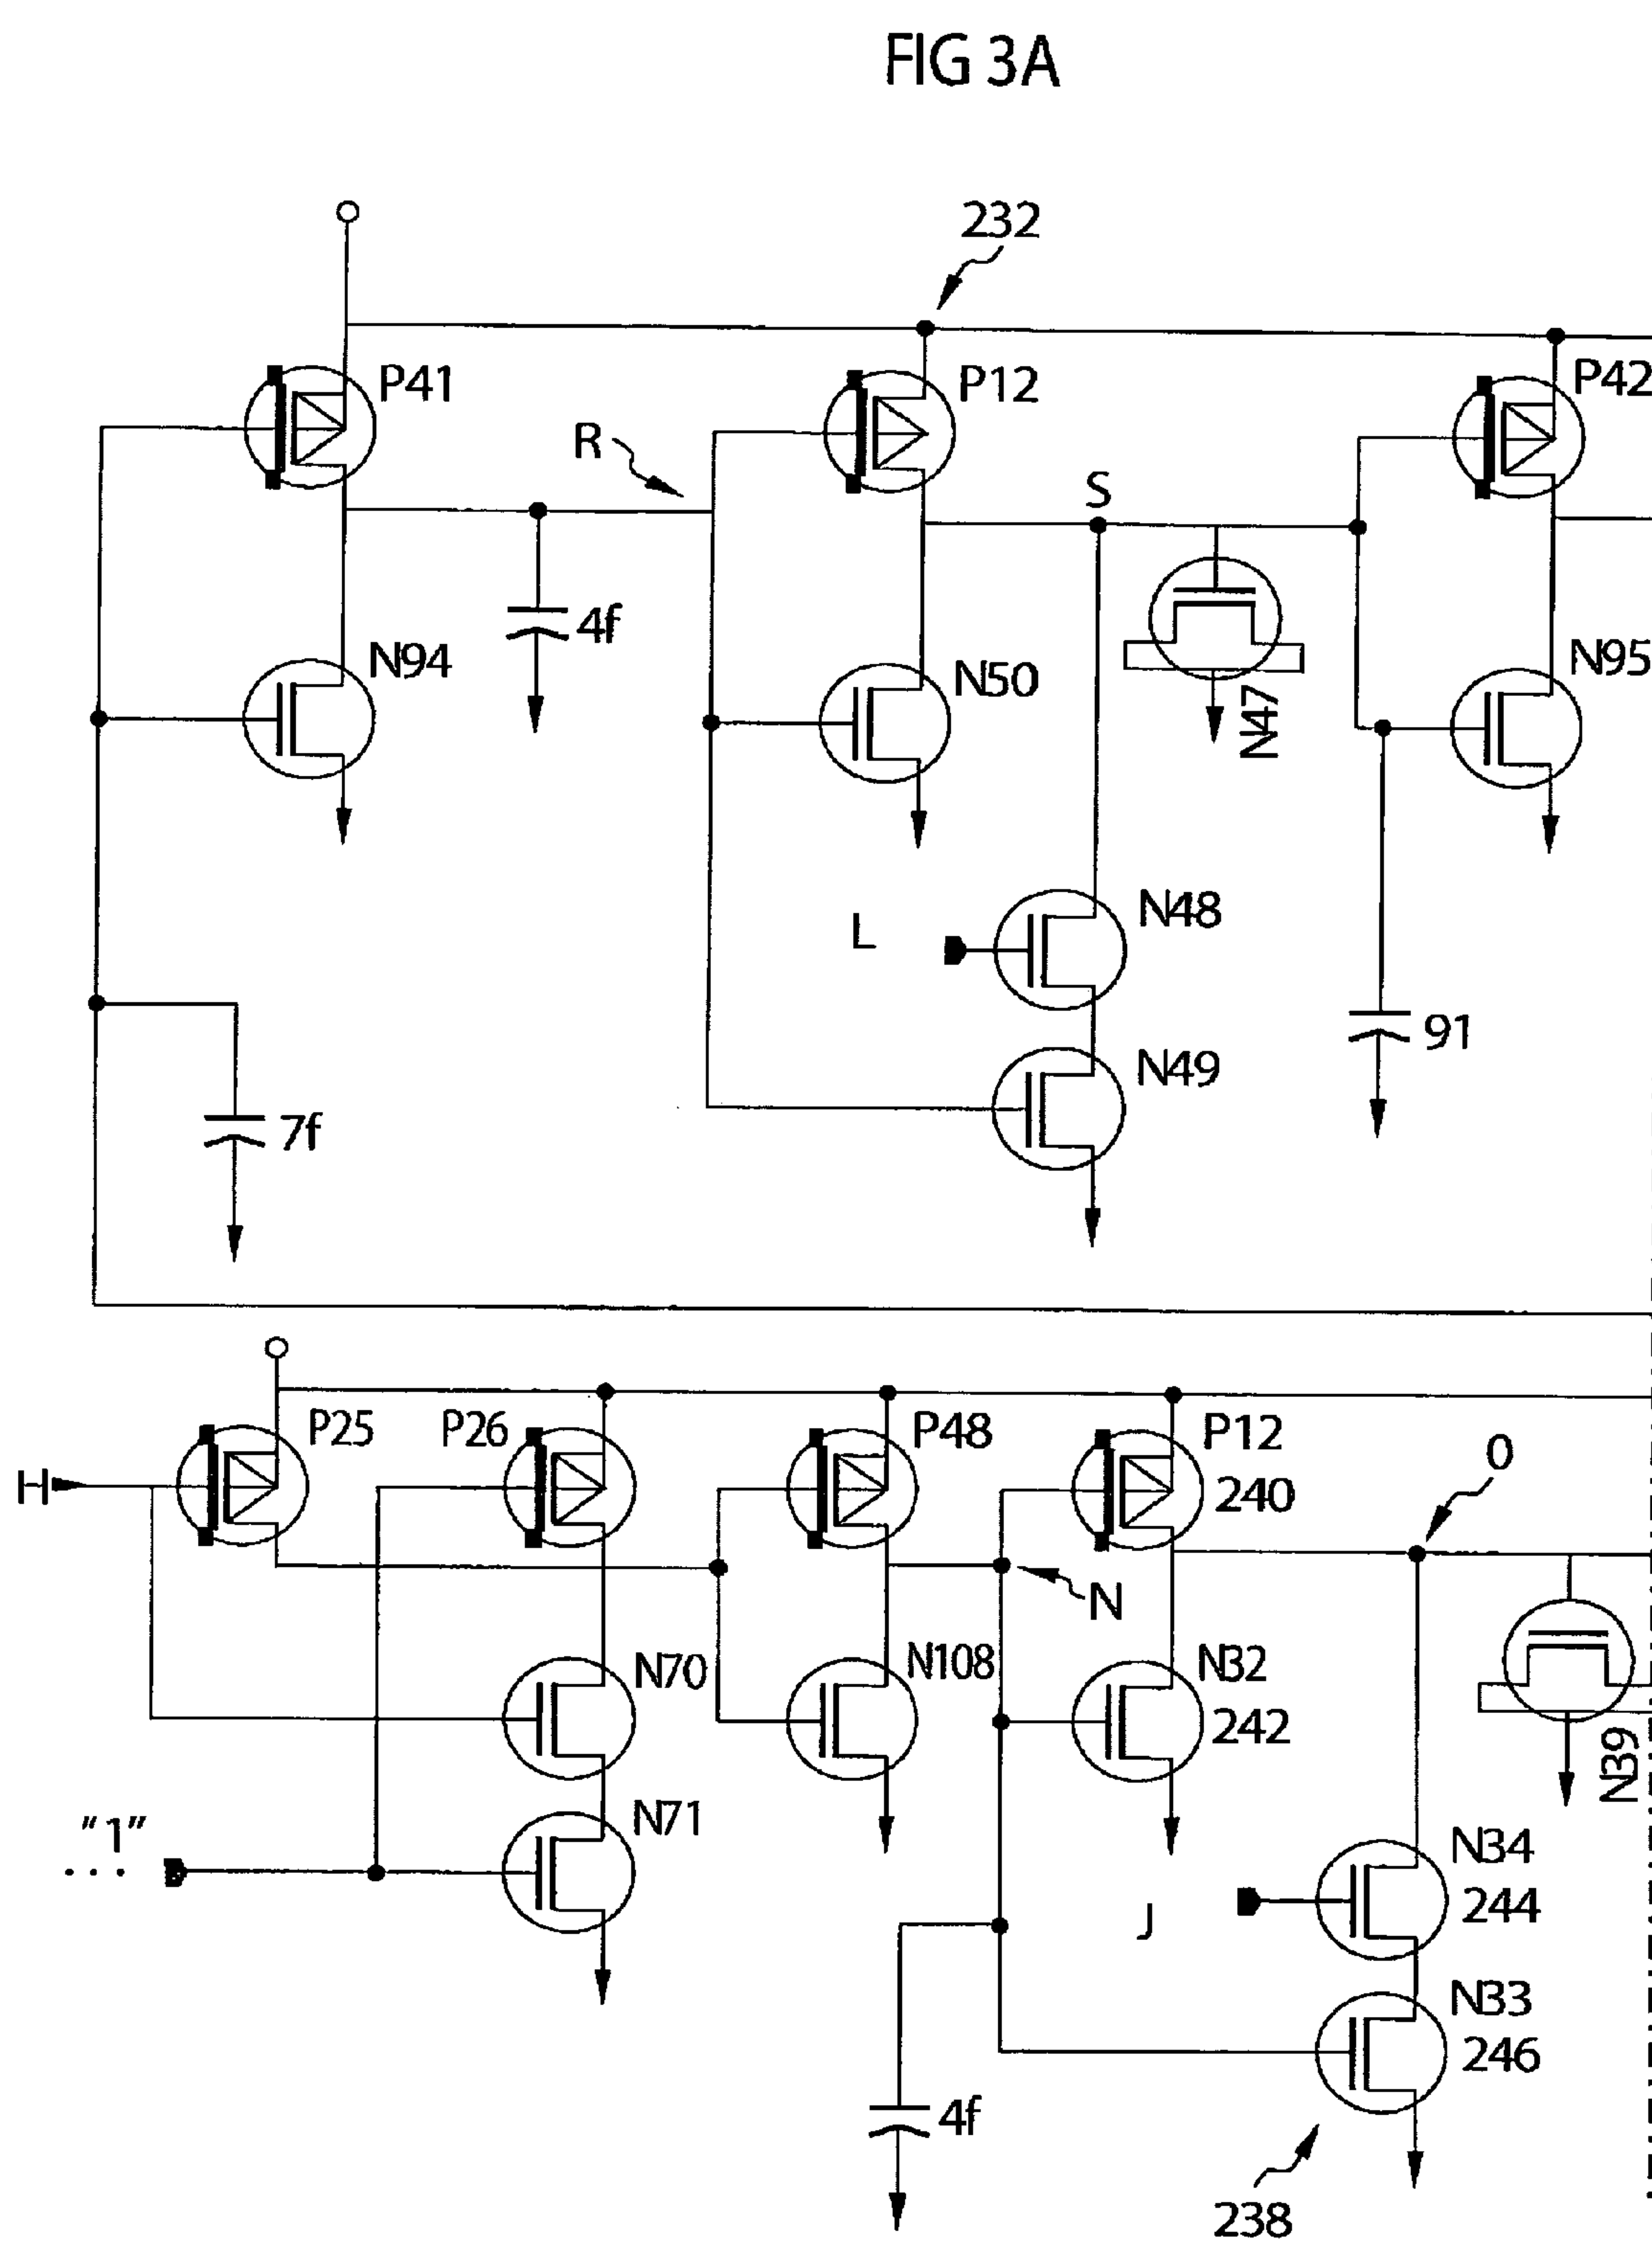 FIG 3A
232
P41
P12
P42
R
S
4f
N94
N50
N47
N95
L
N48
91
N49
7f
P25
P26
P48
P12
240
O
H
N
N70
N108
N32
242
N39
"1"
...
N71
N34
244
J
N33
246
4f
238